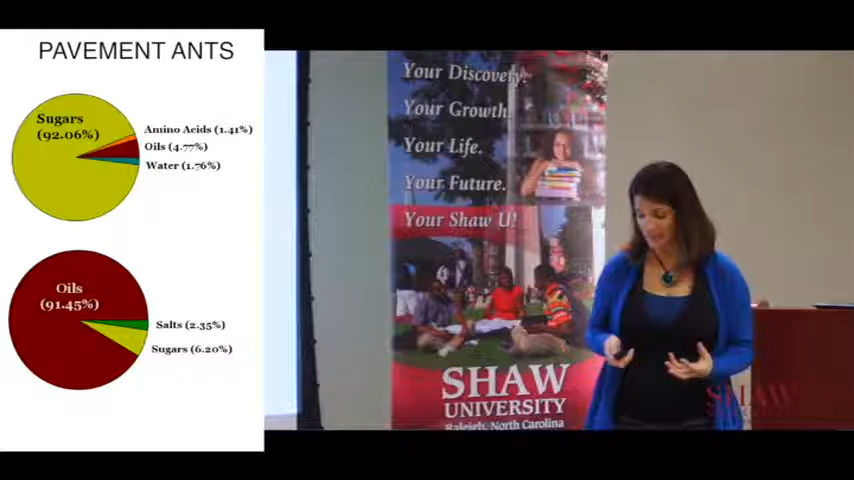 PAVEMENT ANTS
Sugars
(92.06%)
Amino Acids (1.41%)
Oils (4.77%)
Water (1.76%)
Oils
(91.45%)
Salts (2.35%)
Sugars (6.20%)
Your Discovery.
Your Growth.
Your Life.
Your Future.
Your Shaw U!
SHAW
UNIVERSITY
Raleigh, North Carolina
SHAW